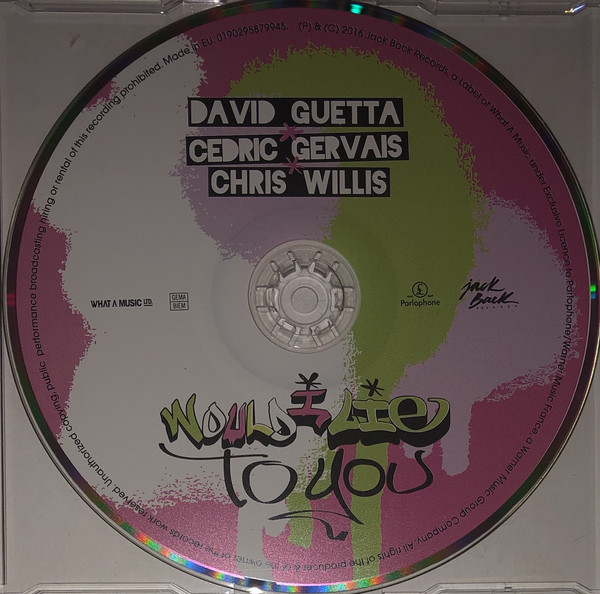 DAVID GUETTA
*
CEDRIC GERVAIS
*
CHRIS WILLIS
WHAT A MUSIC LTD.
GEMA
BIEM
Parlophone
jack
Back
RECORDS
WOULD I LIE
TO YOU
Unauthorized copying, public performance broadcasting hiring or rental of this recording prohibited. Made in EU. 0190295879945. (P) & (C) 2016 Jack Back Records, a Label of What A Music under Exclusive Licence to Parlophone/Warner Music France, a Warner Music Group Company. All rights of the producer & of the owner of the records work reserved.